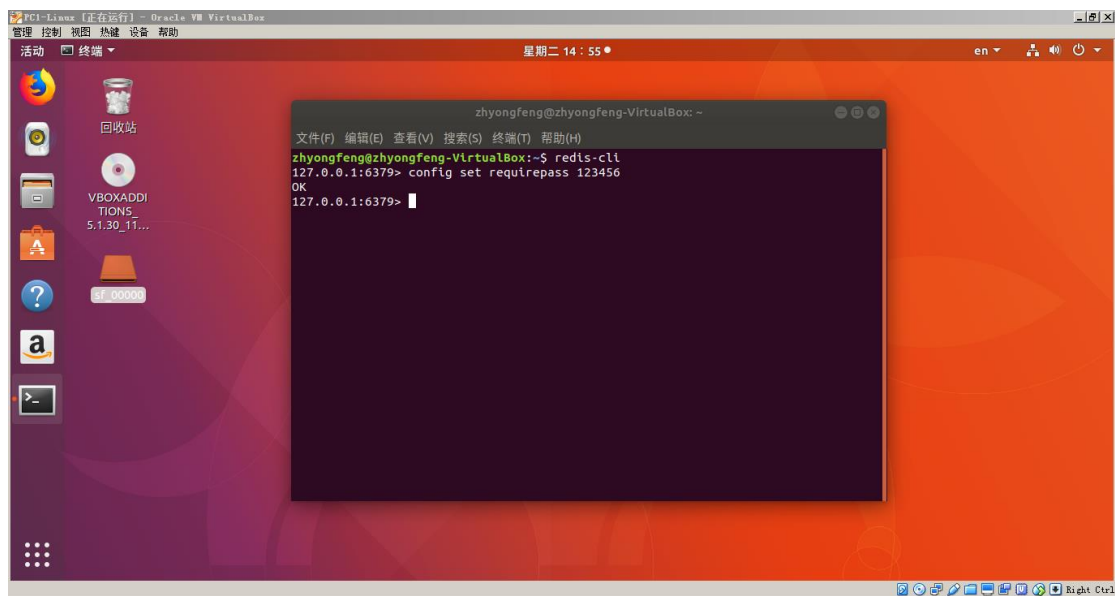 PC1-Linux [正在运行] - Oracle VM VirtualBox
管理 控制 视图 热键 设备 帮助
活动 终端 星期二 14：55 en
回收站
VBOXADDI
TIONS_
5.1.30_11...
sf_00000
zhyongfeng@zhyongfeng-VirtualBox: ~
文件(F) 编辑(E) 查看(V) 搜索(S) 终端(T) 帮助(H)
zhyongfeng@zhyongfeng-VirtualBox:~$ redis-cli
127.0.0.1:6379> config set requirepass 123456
OK
127.0.0.1:6379>
Right Ctrl